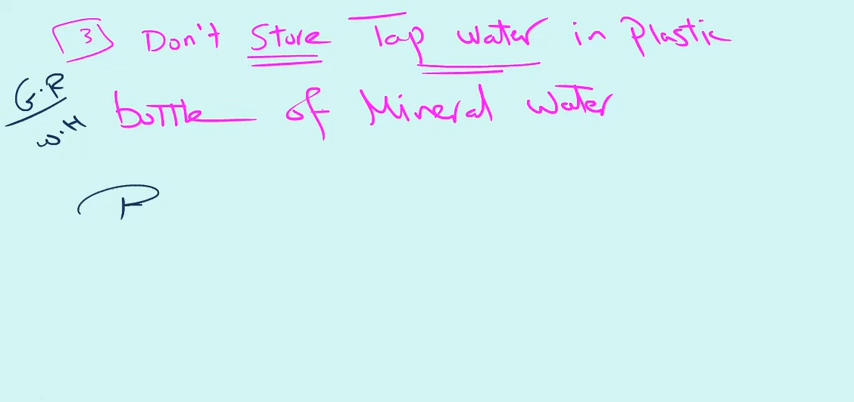 3 Don't Store Tap water in Plastic
G.R
W.H
bottle of Mineral Water